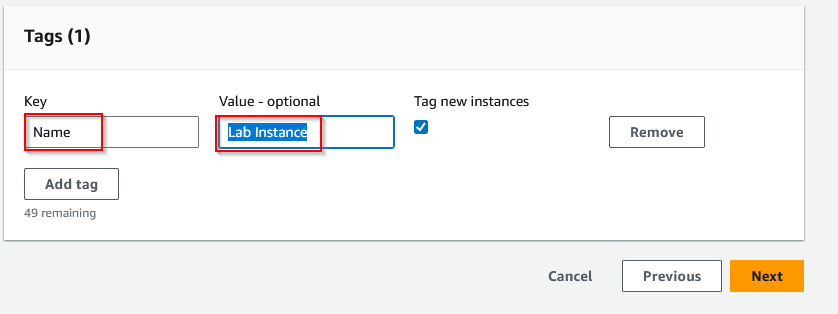 Tags (1)
Key Value - optional Tag new instances
Name Lab Instance Remove
Add tag
49 remaining
Cancel Previous Next